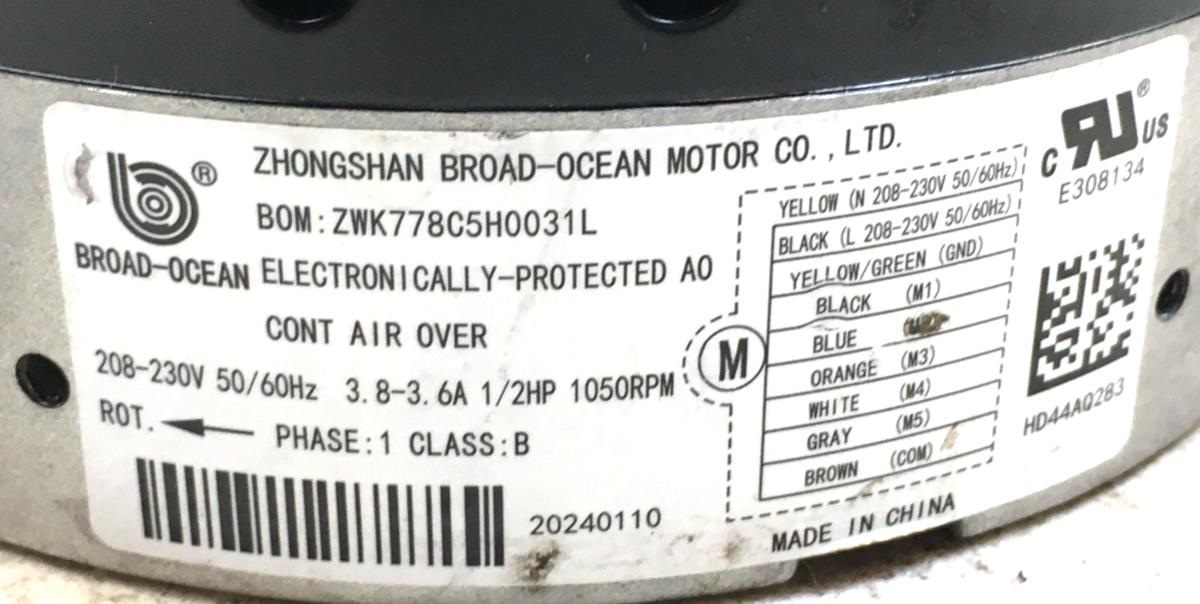 ZHONGSHAN BROAD-OCEAN MOTOR CO., LTD.
BOM: ZWK778C5H0031L
BROAD-OCEAN
ELECTRONICALLY-PROTECTED AO
CONT AIR OVER
208-230V 50/60Hz 3.8-3.6A 1/2HP 1050RPM
ROT.
PHASE:1 CLASS:B
20240110
M
YELLOW (N 208-230V 50/60Hz)
BLACK (L 208-230V 50/60Hz)
YELLOW/GREEN (GND)
BLACK (M1)
BLUE
ORANGE (M3)
WHITE (M4)
GRAY (M5)
BROWN (COM)
MADE IN CHINA
C RU® US
E308134
HD44AQ283